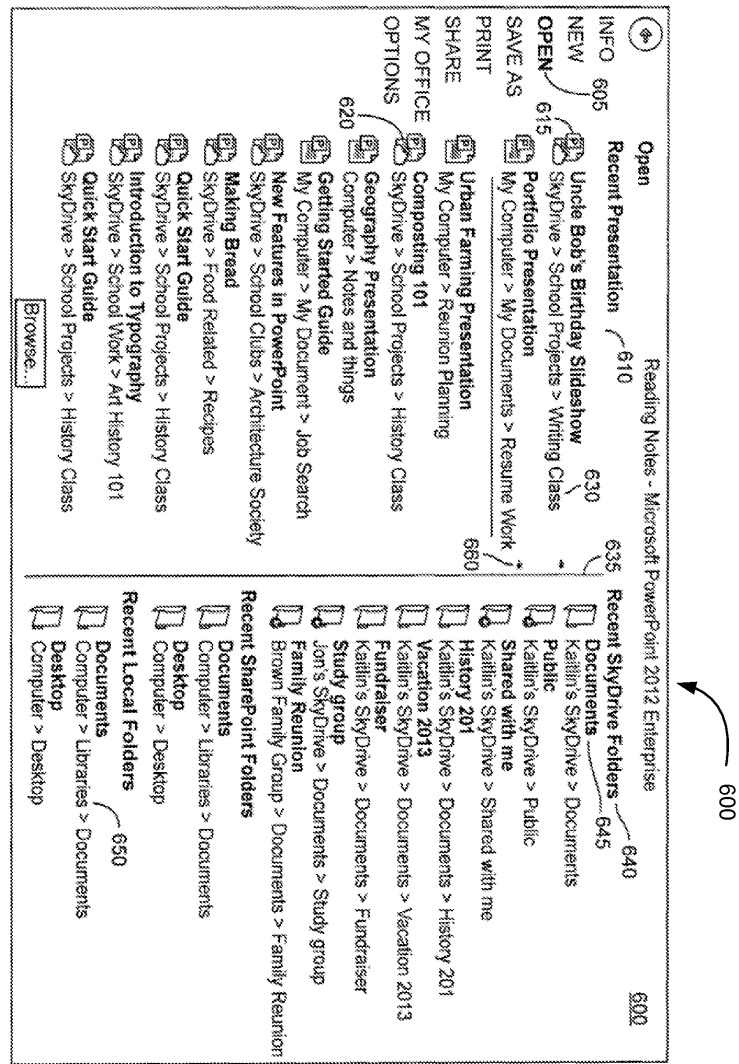 600
Reading Notes - Microsoft PowerPoint 2012 Enterprise
600
INFO
NEW
OPEN
SAVE AS
PRINT
SHARE
MY OFFICE
OPTIONS
605
Open
Recent Presentation
610
615
Uncle Bob's Birthday Slideshow
SkyDrive > School Projects > Writing Class
630
Portfolio Presentation
My Computer > My Documents > Resume Work
660
Urban Farming Presentation
My Computer > Reunion Planning
620
Composting 101
SkyDrive > School Projects > History Class
Geography Presentation
Computer > Notes and things
Getting Started Guide
My Computer > My Document > Job Search
New Features in PowerPoint
SkyDrive > School Clubs > Architecture Society
Making Bread
SkyDrive > Food Related > Recipes
Quick Start Guide
SkyDrive > School Projects > History Class
Introduction to Typography
SkyDrive > School Work > Art History 101
Quick Start Guide
SkyDrive > School Projects > History Class
Browse...
635
Recent SkyDrive Folders
640
Documents
645
Kaitlin's SkyDrive > Documents
Public
Kaitlin's SkyDrive > Public
Shared with me
Kaitlin's SkyDrive > Shared with me
History 201
Kaitlin's SkyDrive > Documents > History 201
Vacation 2013
Kaitlin's SkyDrive > Documents > Vacation 2013
Fundraiser
Kaitlin's SkyDrive > Documents > Fundraiser
Study group
Jon's SkyDrive > Documents > Study group
Family Reunion
Brown Family Group > Documents > Family Reunion
Recent SharePoint Folders
Documents
Computer > Libraries > Documents
Desktop
Computer > Desktop
Recent Local Folders
Documents
Computer > Libraries > Documents
650
Desktop
Computer > Desktop